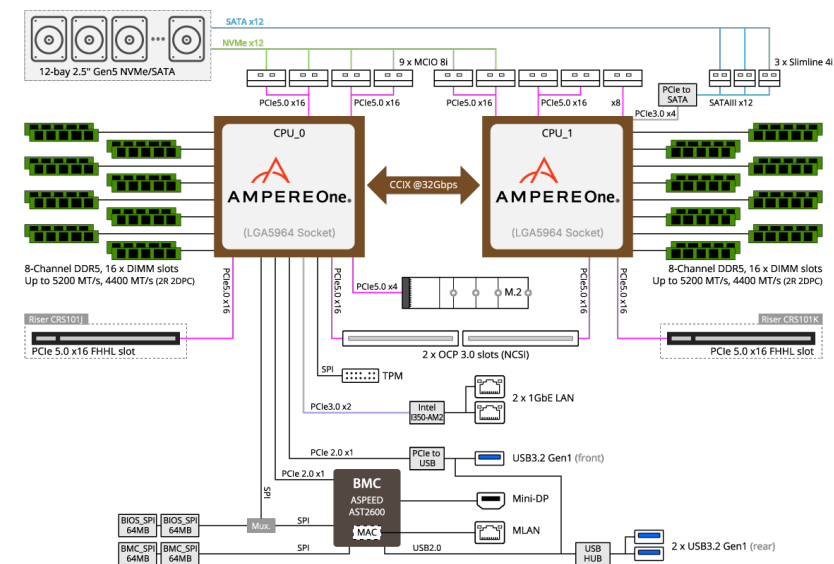 SATA x12
NVMe x12
12-bay 2.5" Gen5 NVMe/SATA
9 x MCIO 8i
3 x Slimline 4i
PCIe5.0 x16
PCIe5.0 x16
PCIe5.0 x16
PCIe5.0 x16
x8
PCIe to
SATA
SATAIII x12
PCIe3.0 x4
CPU_0
AMPEREOne®
(LGA5964 Socket)
CCIX @32Gbps
CPU_1
AMPEREOne®
(LGA5964 Socket)
8-Channel DDR5, 16 x DIMM slots
Up to 5200 MT/s, 4400 MT/s (2R 2DPC)
8-Channel DDR5, 16 x DIMM slots
Up to 5200 MT/s, 4400 MT/s (2R 2DPC)
PCIe5.0 x16
PCIe5.0 x16
PCIe5.0 x4
M.2
PCIe5.0 x16
PCIe5.0 x16
Riser CRS101J
PCIe 5.0 x16 FHHL slot
Riser CRS101K
PCIe 5.0 x16 FHHL slot
2 x OCP 3.0 slots (NCSI)
SPI
TPM
PCIe3.0 x2
Intel
I350-AM2
2 x 1GbE LAN
PCIe 2.0 x1
PCIe to
USB
USB3.2 Gen1 (front)
PCIe 2.0 x1
SPI
BMC
ASPEED
AST2600
MAC
Mini-DP
BIOS_SPI
64MB
BIOS_SPI
64MB
Mux.
SPI
MLAN
BMC_SPI
64MB
BMC_SPI
64MB
SPI
USB2.0
USB
HUB
2 x USB3.2 Gen1 (rear)